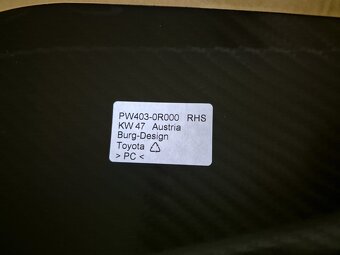 PW403-0R000 RHS
KW 47 Austria
Burg-Design
Toyota
> PC <